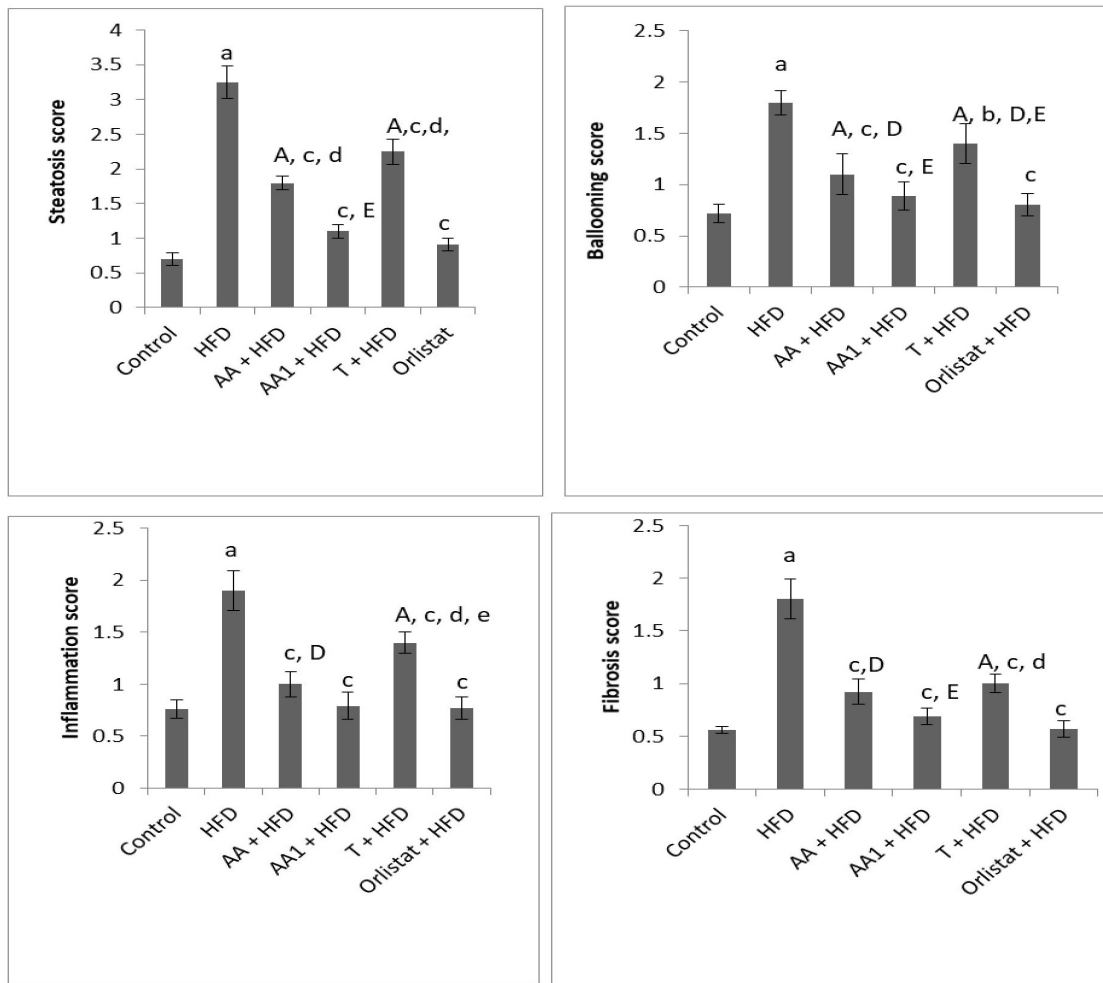 Steatosis score
4
3.5
3
2.5
2
1.5
1
0.5
0
a
A, c, d
c, E
A,c,d,
c
Control
HFD
AA + HFD
AA1 + HFD
T + HFD
Orlistat
Ballooning score
2.5
2
1.5
1
0.5
0
a
A, c, D
c, E
A, b, D,E
c
Control
HFD
AA + HFD
AA1 + HFD
T + HFD
Orlistat + HFD
Inflammation score
2.5
2
1.5
1
0.5
0
a
c, D
c
A, c, d, e
c
Control
HFD
AA + HFD
AA1 + HFD
T + HFD
Orlistat + HFD
Fibrosis score
2.5
2
1.5
1
0.5
0
a
c,D
c, E
A, c, d
c
Control
HFD
AA + HFD
AA1 + HFD
T + HFD
Orlistat + HFD